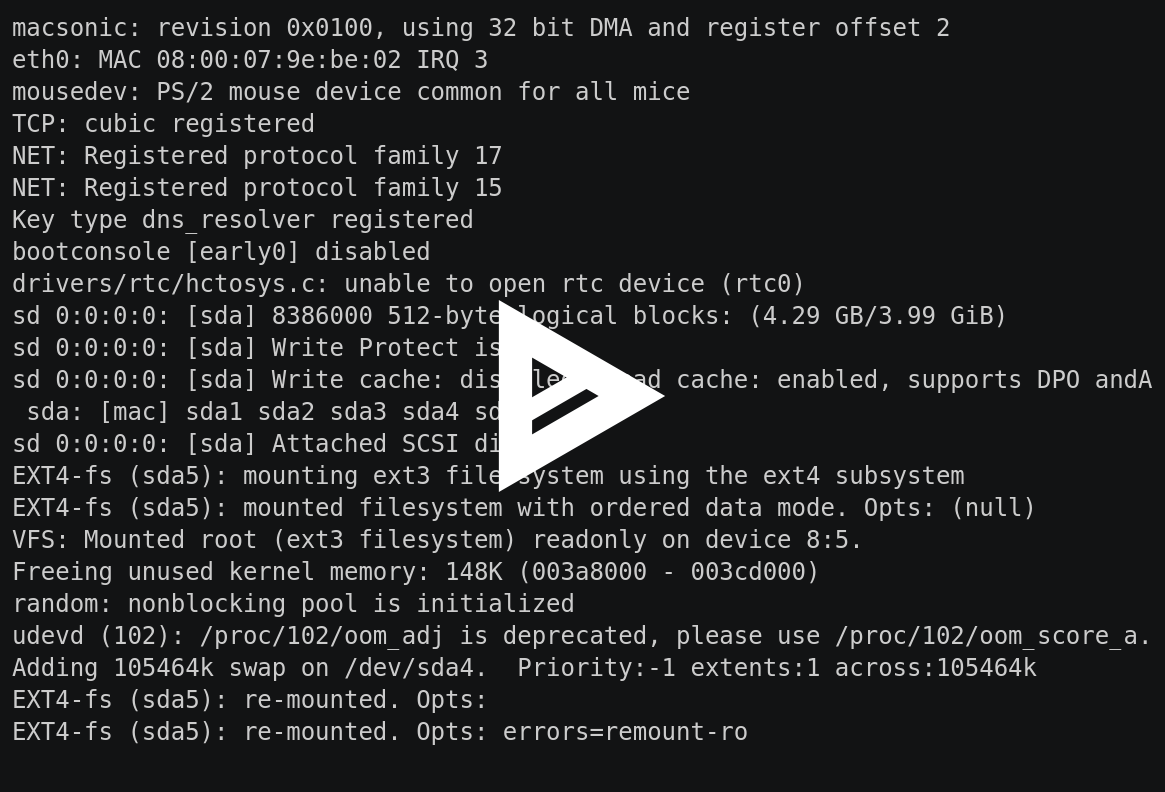 macsonic: revision 0x0100, using 32 bit DMA and register offset 2
eth0: MAC 08:00:07:9e:be:02 IRQ 3
mousedev: PS/2 mouse device common for all mice
TCP: cubic registered
NET: Registered protocol family 17
NET: Registered protocol family 15
Key type dns_resolver registered
bootconsole [early0] disabled
drivers/rtc/hctosys.c: unable to open rtc device (rtc0)
sd 0:0:0:0: [sda] 8386000 512-byte logical blocks: (4.29 GB/3.99 GiB)
sd 0:0:0:0: [sda] Write Protect is
sd 0:0:0:0: [sda] Write cache: cache: enabled, supports DPO andA
sda: [mac] sda1 sda2 sda3 sda4
sd 0:0:0:0: [sda] Attached SCSI
EXT4-fs (sda5): mounting ext3 file system using the ext4 subsystem
EXT4-fs (sda5): mounted filesystem with ordered data mode. Opts: (null)
VFS: Mounted root (ext3 filesystem) readonly on device 8:5.
Freeing unused kernel memory: 148K (003a8000 - 003cd000)
random: nonblocking pool is initialized
udevd (102): /proc/102/oom_adj is deprecated, please use /proc/102/oom_score_a.
Adding 105464k swap on /dev/sda4.  Priority:-1 extents:1 across:105464k
EXT4-fs (sda5): re-mounted. Opts:
EXT4-fs (sda5): re-mounted. Opts: errors=remount-ro